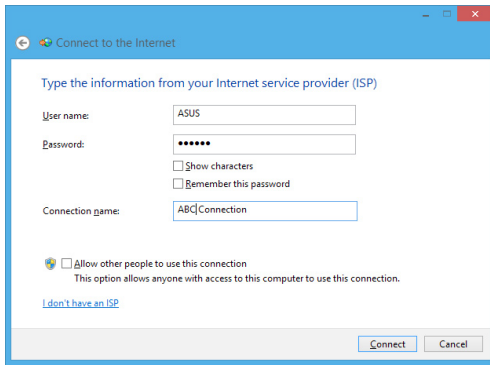 Connect to the Internet
Type the information from your Internet service provider (ISP)
User name: ASUS
Password: ••••••
Show characters
Remember this password
Connection name: ABC Connection
Allow other people to use this connection
This option allows anyone with access to this computer to use this connection.
I don't have an ISP
Connect Cancel